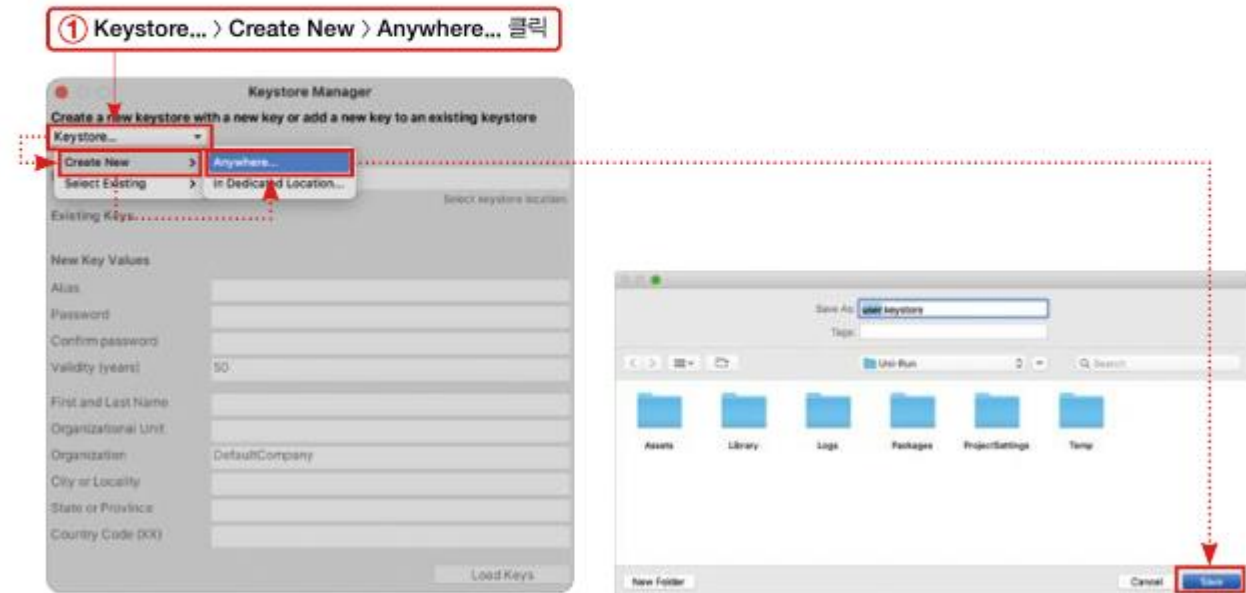 ① Keystore... > Create New > Anywhere... 클릭
Keystore Manager
Create a new keystore with a new key or add a new key to an existing keystore
Keystore...
Create New > Anywhere...
Select Existing > In Dedicated Location...
Select keystore location
Existing Keys
New Key Values
Alias
Password
Confirm password
Validity (years) 50
First and Last Name
Organizational Unit
Organization DefaultCompany
City or Locality
State or Province
Country Code (XX)
Load Keys
Save As: user.keystore
Tags:
Uni-Run
Search
Assets Library Logs Packages ProjectSettings Temp
New Folder Cancel Save